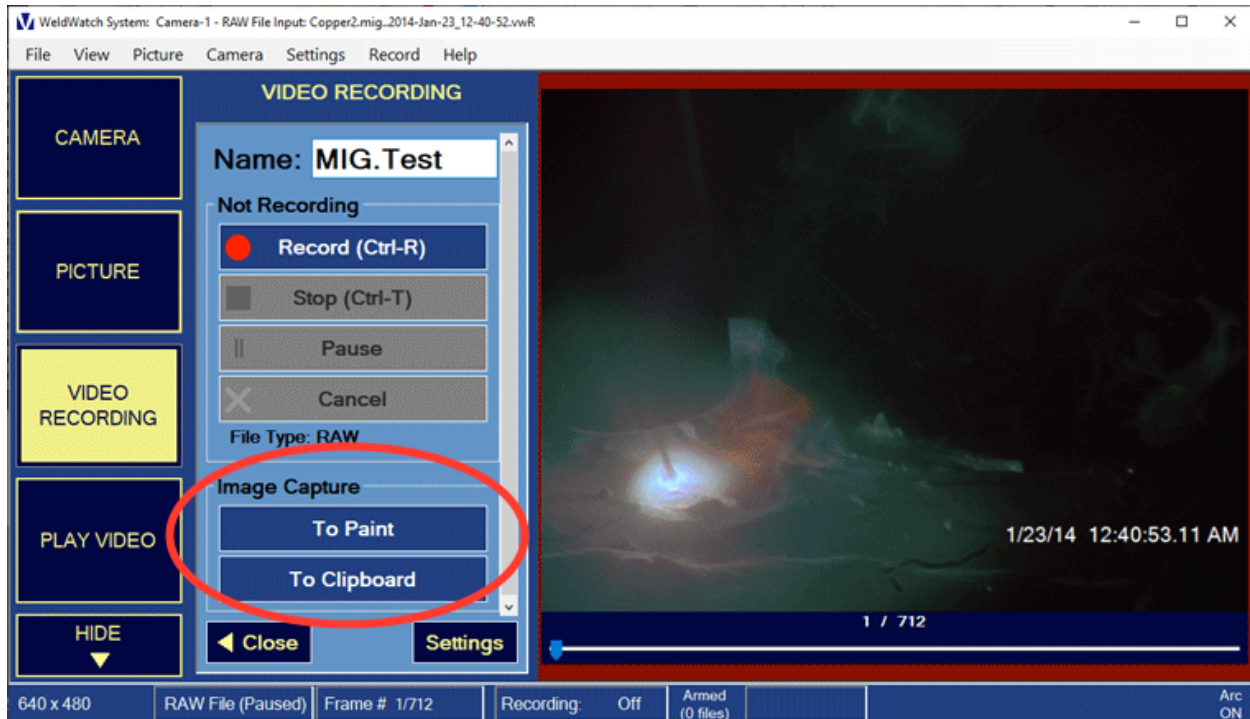 WeldWatch System: Camera-1 - RAW File Input: Copper2.mig..2014-Jan-23_12-40-52.vwR
File View Picture Camera Settings Record Help
CAMERA
PICTURE
VIDEO
RECORDING
PLAY VIDEO
HIDE
VIDEO RECORDING
Name: MIG.Test
Not Recording
Record (Ctrl-R)
Stop (Ctrl-T)
Pause
Cancel
File Type: RAW
Image Capture
To Paint
To Clipboard
Close Settings
1/23/14 12:40:53.11 AM
1 / 712
640 x 480 RAW File (Paused) Frame # 1/712 Recording: Off Armed
(0 files)
Arc
ON